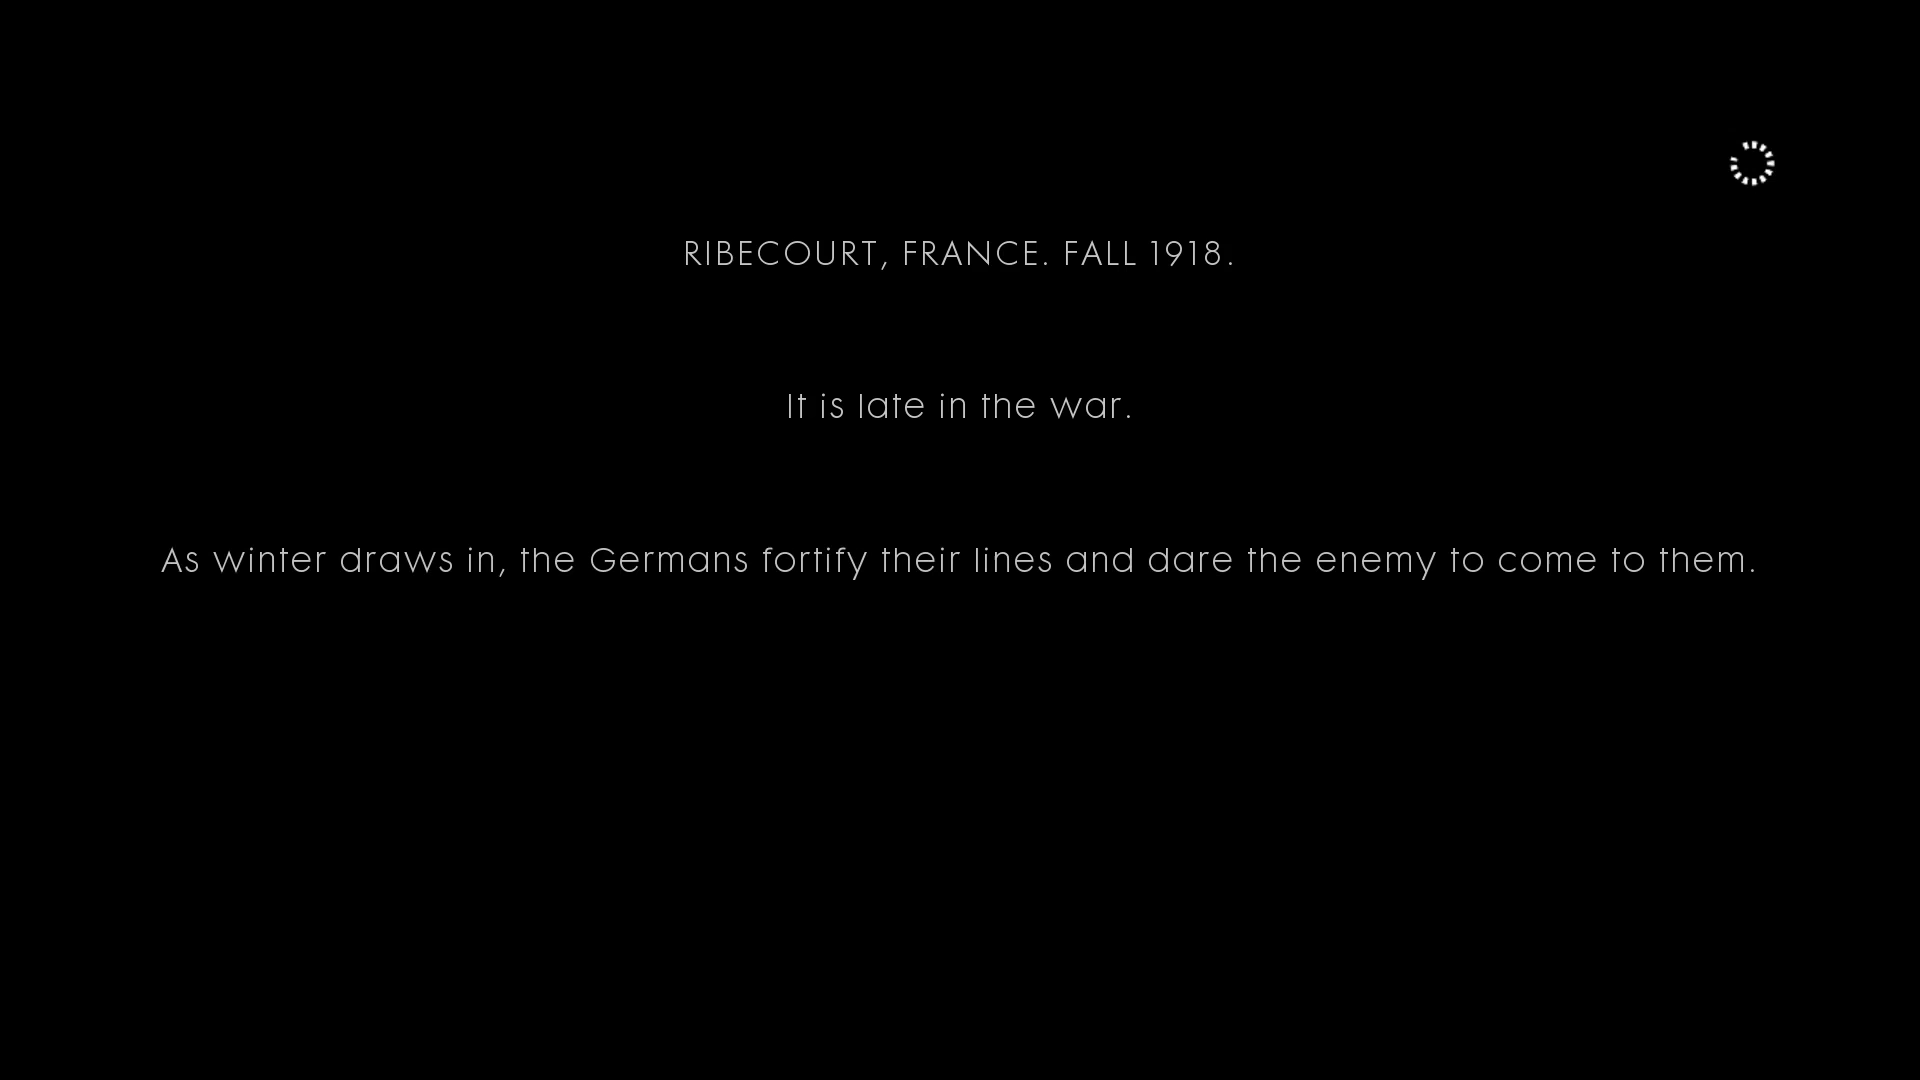 RIBECOURT, FRANCE. FALL 1918.
It is late in the war.
As winter draws in, the Germans fortify their lines and dare the enemy to come to them.